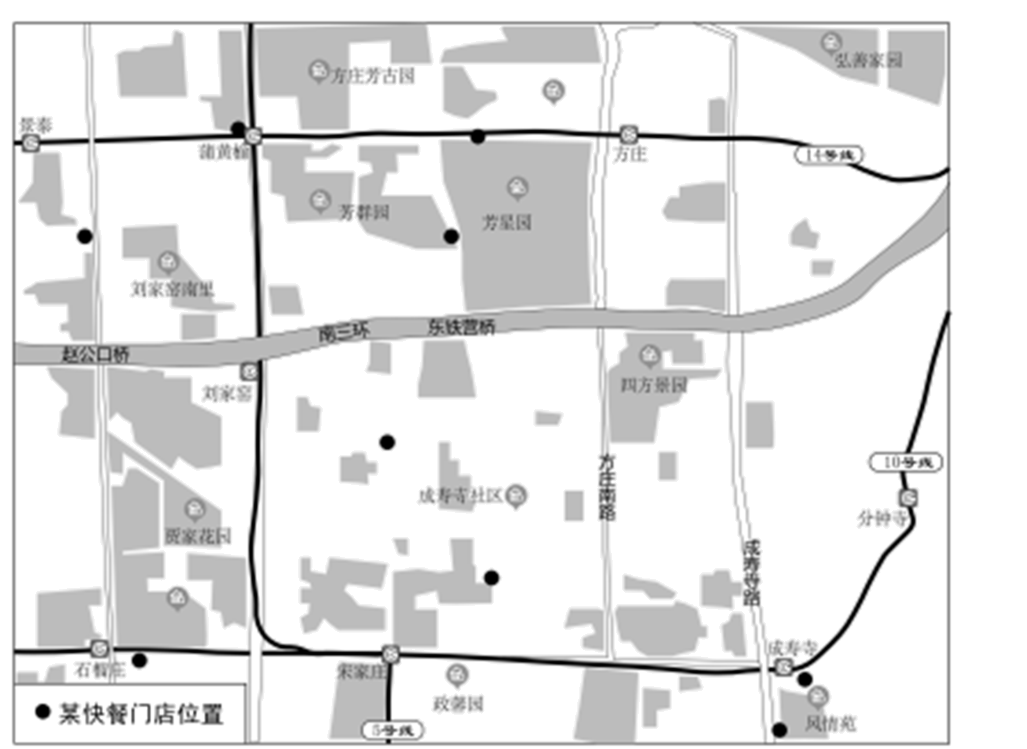 方庄芳古园
弘善家园
景泰
蒲黄榆
方庄
14号线
芳群园
芳星园
刘家窑南里
南三环
东铁营桥
赵公口桥
刘家窑
四方景园
方庄南路
10号线
成寿寺社区
分钟寺
贾家花园
成寿寺路
成寿寺
石榴庄
宋家庄
政馨园
风情苑
某快餐门店位置
5号线